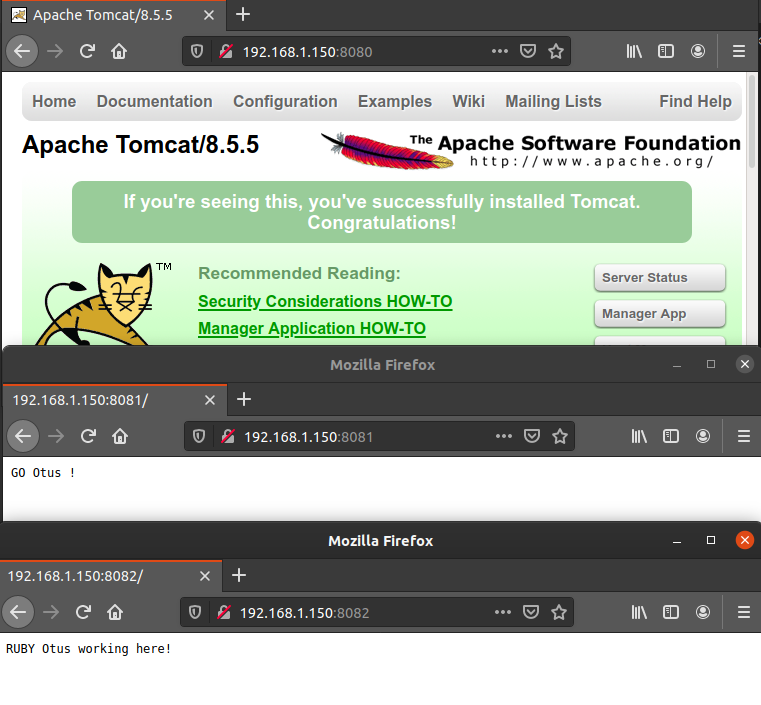 Apache Tomcat/8.5.5
192.168.1.150:8080
Home Documentation Configuration Examples Wiki Mailing Lists Find Help
Apache Tomcat/8.5.5
The Apache Software Foundation
http://www.apache.org/
If you're seeing this, you've successfully installed Tomcat.
Congratulations!
TM
Recommended Reading:
Security Considerations HOW-TO
Manager Application HOW-TO
Server Status
Manager App
Mozilla Firefox
192.168.1.150:8081/
192.168.1.150:8081
GO Otus !
Mozilla Firefox
192.168.1.150:8082/
192.168.1.150:8082
RUBY Otus working here!